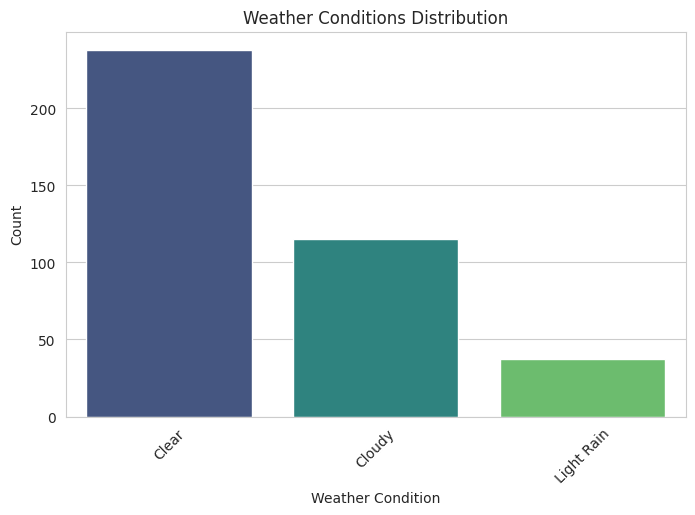 Weather Conditions Distribution
Count
200
150
100
50
0
Clear
Cloudy
Light Rain
Weather Condition